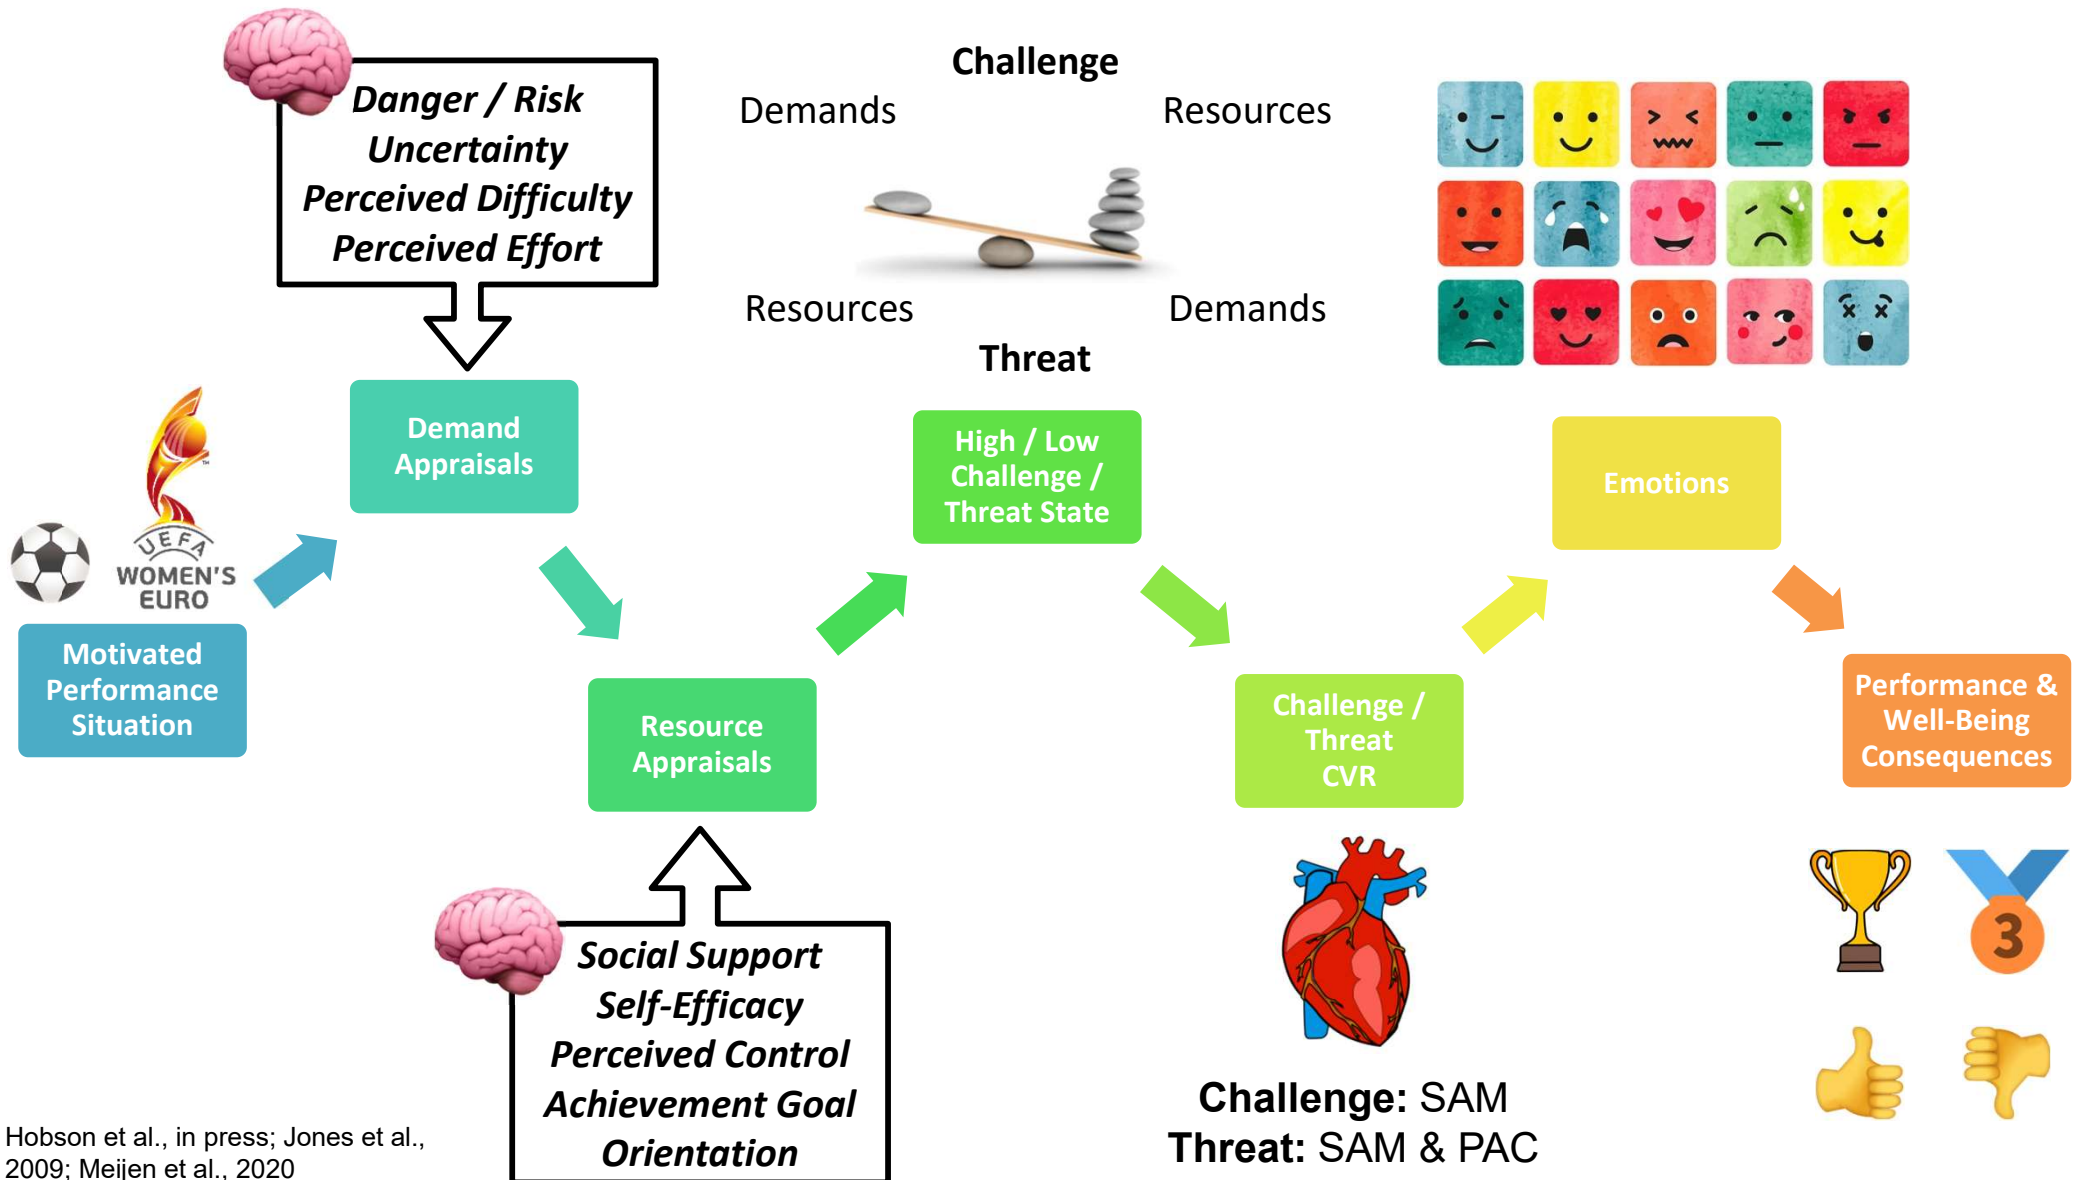 Danger / Risk
Uncertainty
Perceived Difficulty
Perceived Effort
Challenge
Demands
Resources
Resources
Demands
Threat
UEFA
WOMEN'S
EURO
TM
Motivated
Performance
Situation
Demand
Appraisals
Resource
Appraisals
High / Low
Challenge /
Threat State
Challenge /
Threat
CVR
Emotions
Performance &
Well-Being
Consequences
Social Support
Self-Efficacy
Perceived Control
Achievement Goal
Orientation
3
Challenge: SAM
Threat: SAM & PAC
Hobson et al., in press; Jones et al.,
2009; Meijen et al., 2020